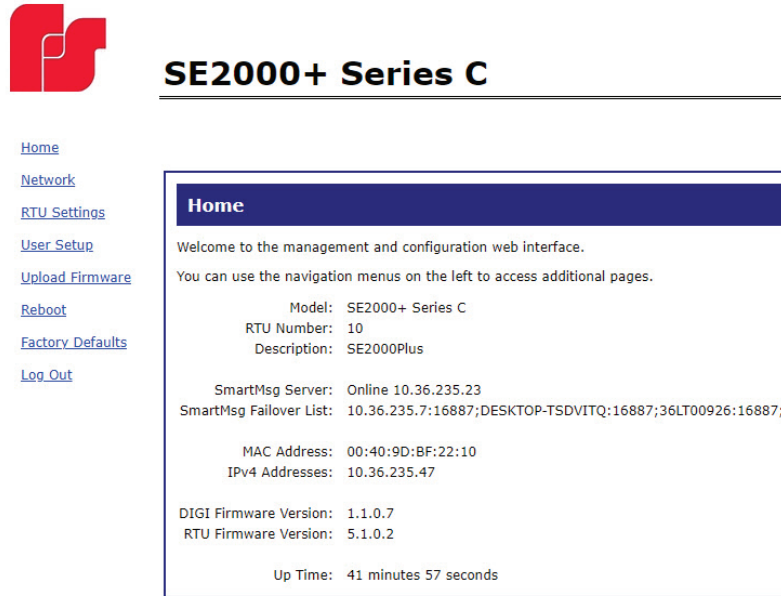 SE2000+ Series C
Home
Network
RTU Settings
User Setup
Upload Firmware
Reboot
Factory Defaults
Log Out
Home
Welcome to the management and configuration web interface.
You can use the navigation menus on the left to access additional pages.
Model: SE2000+ Series C
RTU Number: 10
Description: SE2000Plus
SmartMsg Server: Online 10.36.235.23
SmartMsg Failover List: 10.36.235.7:16887;DESKTOP-TSDVITQ:16887;36LT00926:16887;
MAC Address: 00:40:9D:BF:22:10
IPv4 Addresses: 10.36.235.47
DIGI Firmware Version: 1.1.0.7
RTU Firmware Version: 5.1.0.2
Up Time: 41 minutes 57 seconds